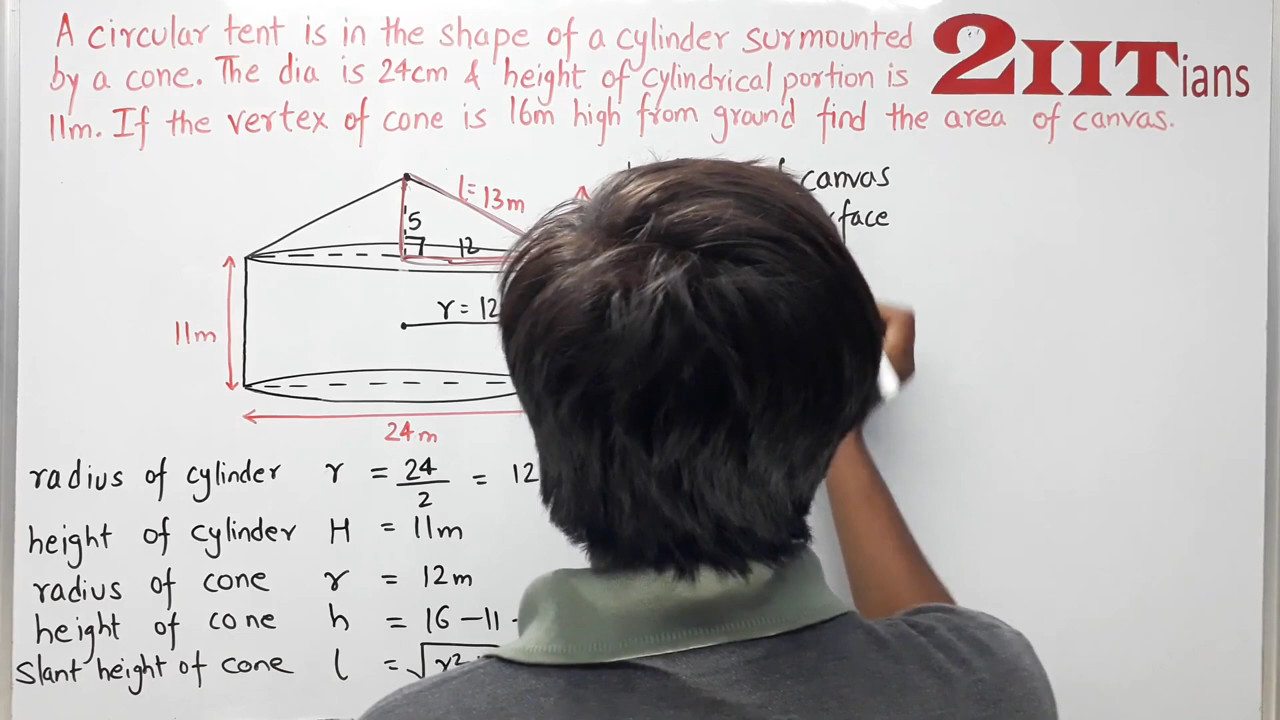 A circular tent is in the shape of a cylinder surmounted
by a cone. The dia is 24cm & height of cylindrical portion is
11m. If the vertex of cone is 16m high from ground find the area of canvas.
2IITians
canvas
face
l = 13m
5
12
r = 12
11m
24m
radius of cylinder r = 24/2 = 12
height of cylinder H = 11m
radius of cone r = 12m
height of cone h = 16 - 11
Slant height of cone l = √r²